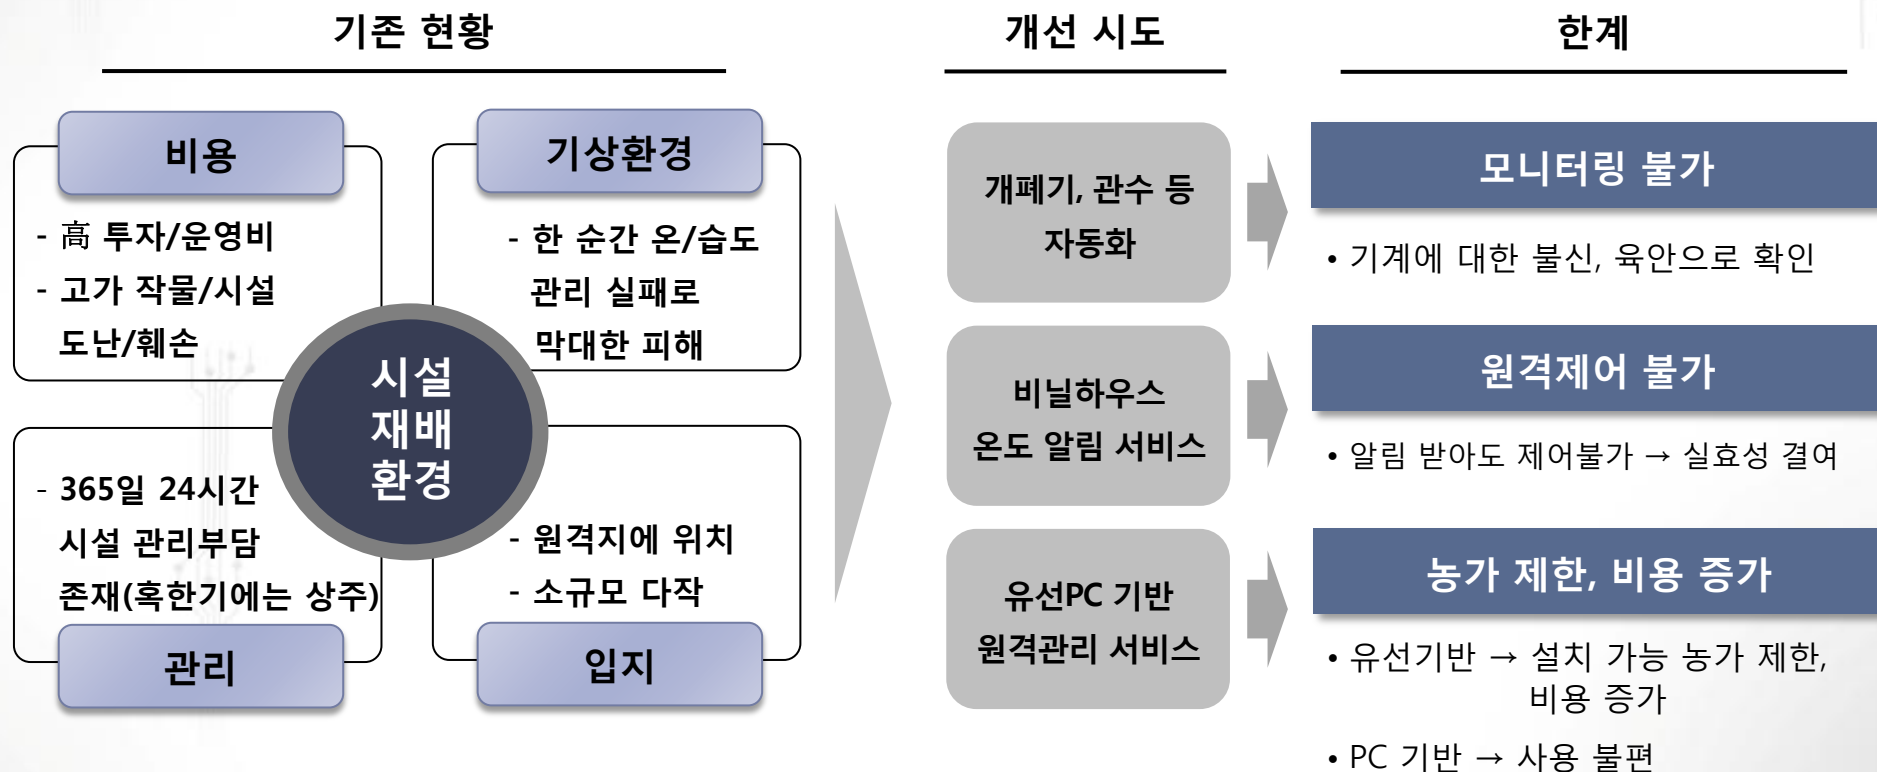 기존 현황
비용
- 高 투자/운영비
- 고가 작물/시설
도난/훼손
기상환경
- 한 순간 온/습도
관리 실패로
막대한 피해
시설
재배
환경
- 365일 24시간
시설 관리부담
존재(혹한기에는 상주)
관리
- 원격지에 위치
- 소규모 다작
입지
개선 시도
개폐기, 관수 등
자동화
비닐하우스
온도 알림 서비스
유선PC 기반
원격관리 서비스
한계
모니터링 불가
• 기계에 대한 불신, 육안으로 확인
원격제어 불가
• 알림 받아도 제어불가 → 실효성 결여
농가 제한, 비용 증가
• 유선기반 → 설치 가능 농가 제한,
비용 증가
• PC 기반 → 사용 불편